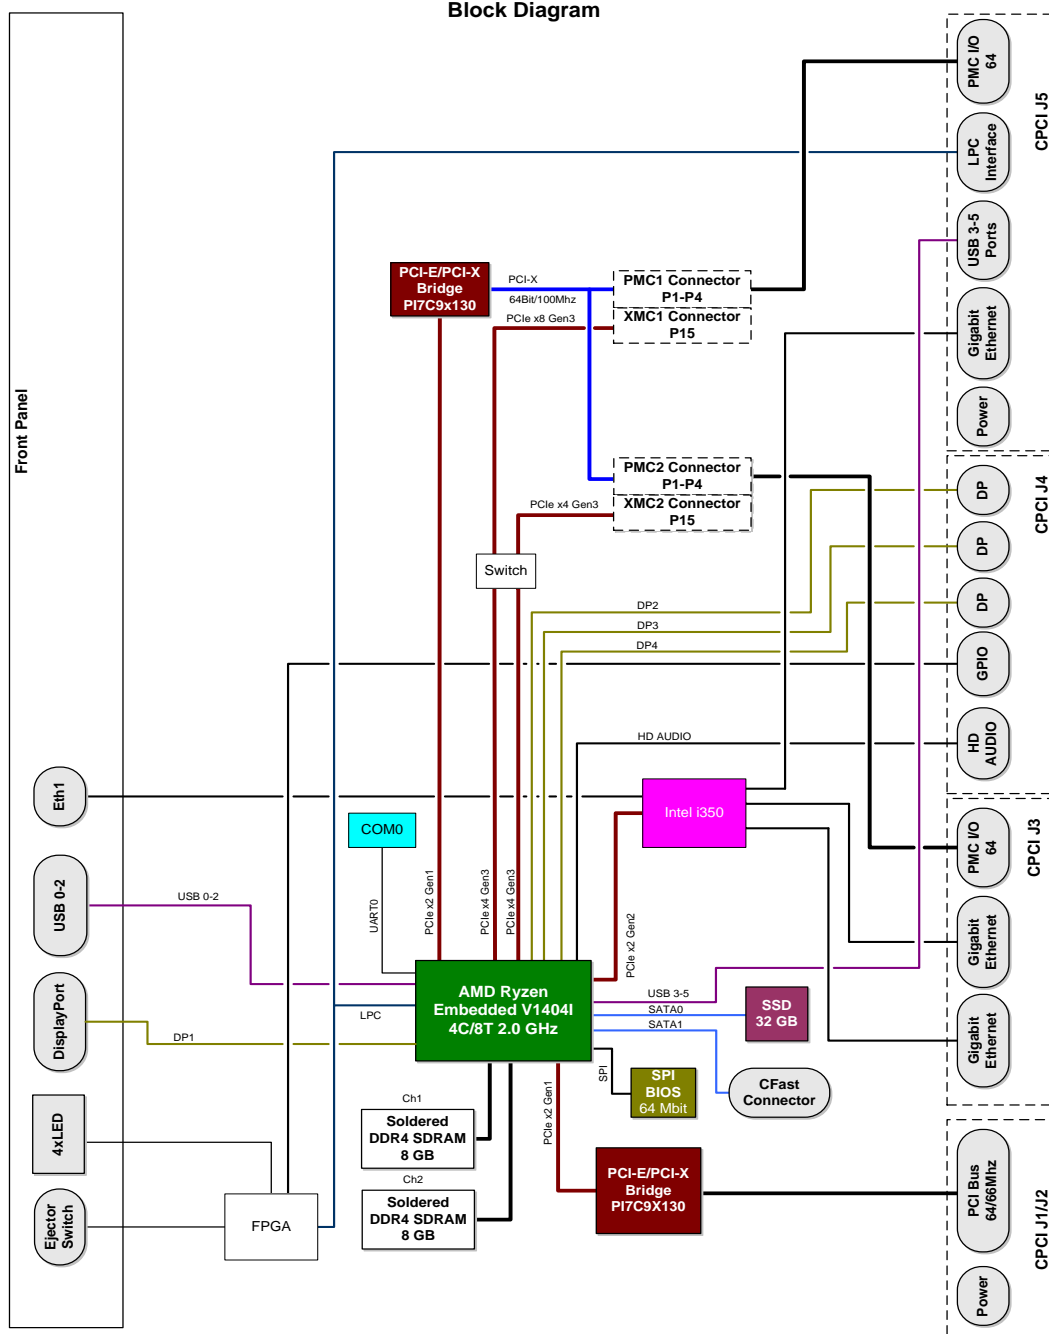 Block Diagram
Front Panel
Eth1
USB 0-2
DisplayPort
4xLED
Ejector
Switch
PCI-E/PCI-X
Bridge
PI7C9x130
PCI-X
64Bit/100Mhz
PCIe x8 Gen3
PMC1 Connector
P1-P4
XMC1 Connector
P15
PMC2 Connector
P1-P4
XMC2 Connector
P15
PCIe x4 Gen3
Switch
DP2
DP3
DP4
HD AUDIO
Intel i350
COM0
UART0
PCIe x2 Gen1
PCIe x4 Gen3
PCIe x4 Gen3
PCIe x2 Gen2
USB 0-2
LPC
DP1
AMD Ryzen
Embedded V1404I
4C/8T 2.0 GHz
USB 3-5
SATA0
SATA1
SSD
32 GB
SPI
SPI
BIOS
64 Mbit
CFast
Connector
PCIe x2 Gen1
Ch1
Soldered
DDR4 SDRAM
8 GB
Ch2
Soldered
DDR4 SDRAM
8 GB
FPGA
PCI-E/PCI-X
Bridge
PI7C9X130
CPCI J5
PMC I/O
64
LPC
Interface
USB 3-5
Ports
Gigabit
Ethernet
Power
CPCI J4
DP
DP
DP
GPIO
HD
AUDIO
CPCI J3
PMC I/O
64
Gigabit
Ethernet
Gigabit
Ethernet
CPCI J1/J2
PCI Bus
64/66Mhz
Power